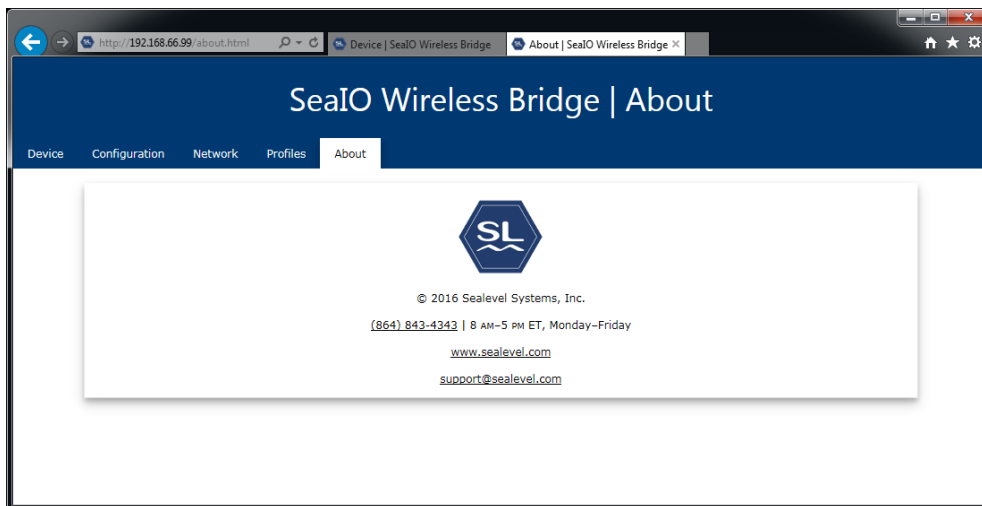 http://192.168.66.99/about.html
Device | SeaIO Wireless Bridge
About | SeaIO Wireless Bridge
SeaIO Wireless Bridge | About
Device Configuration Network Profiles About
SL
© 2016 Sealevel Systems, Inc.
(864) 843-4343 | 8 AM–5 PM ET, Monday–Friday
www.sealevel.com
support@sealevel.com